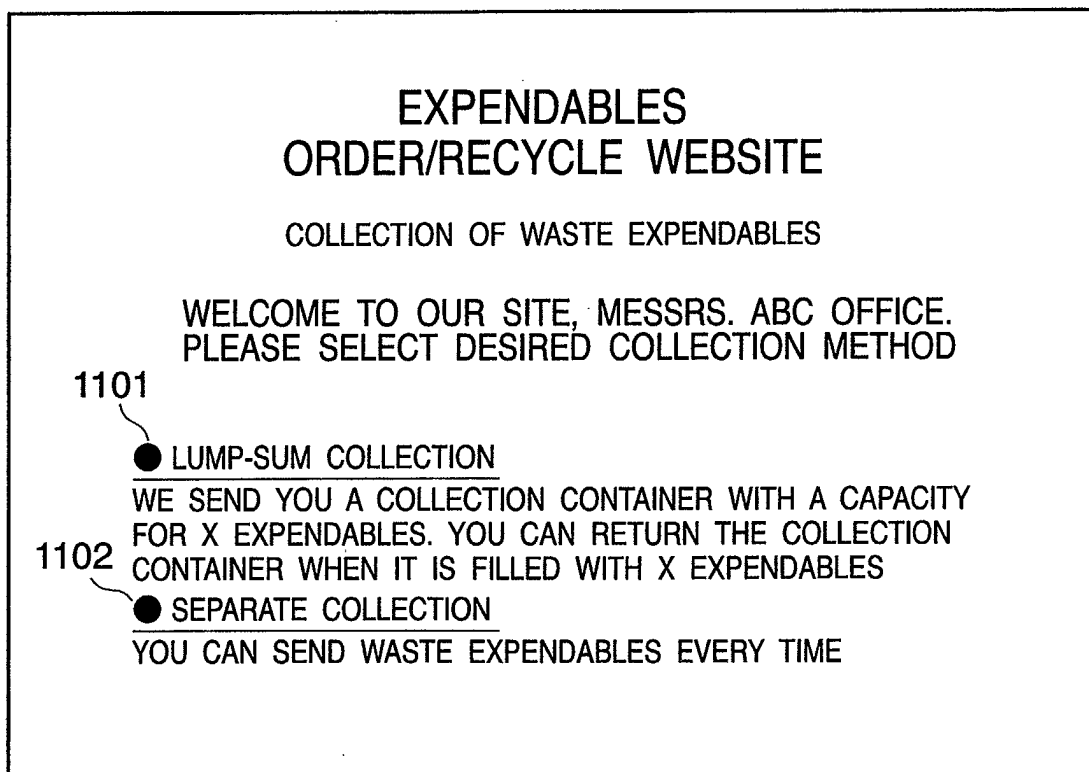 EXPENDABLES
ORDER/RECYCLE WEBSITE
COLLECTION OF WASTE EXPENDABLES
WELCOME TO OUR SITE, MESSRS. ABC OFFICE.
PLEASE SELECT DESIRED COLLECTION METHOD
1101
● LUMP-SUM COLLECTION
WE SEND YOU A COLLECTION CONTAINER WITH A CAPACITY
FOR X EXPENDABLES. YOU CAN RETURN THE COLLECTION
1102
CONTAINER WHEN IT IS FILLED WITH X EXPENDABLES
● SEPARATE COLLECTION
YOU CAN SEND WASTE EXPENDABLES EVERY TIME